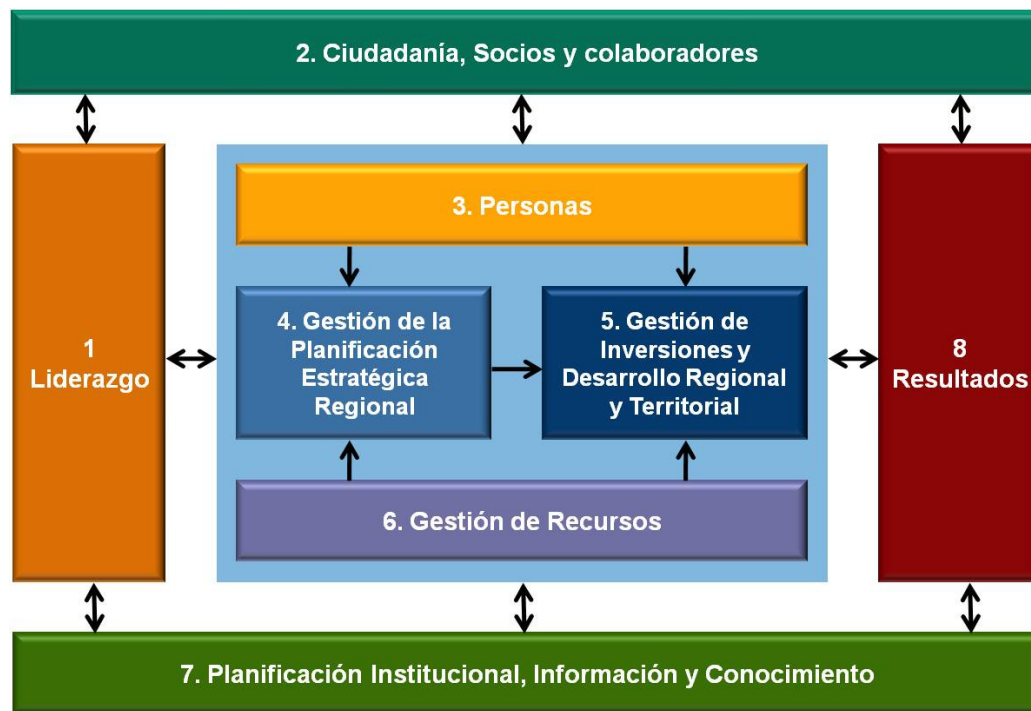 2. Ciudadanía, Socios y colaboradores
1
Liderazgo
3. Personas
4. Gestión de la
Planificación
Estratégica
Regional
5. Gestión de
Inversiones y
Desarrollo Regional
y Territorial
6. Gestión de Recursos
8
Resultados
7. Planificación Institucional, Información y Conocimiento